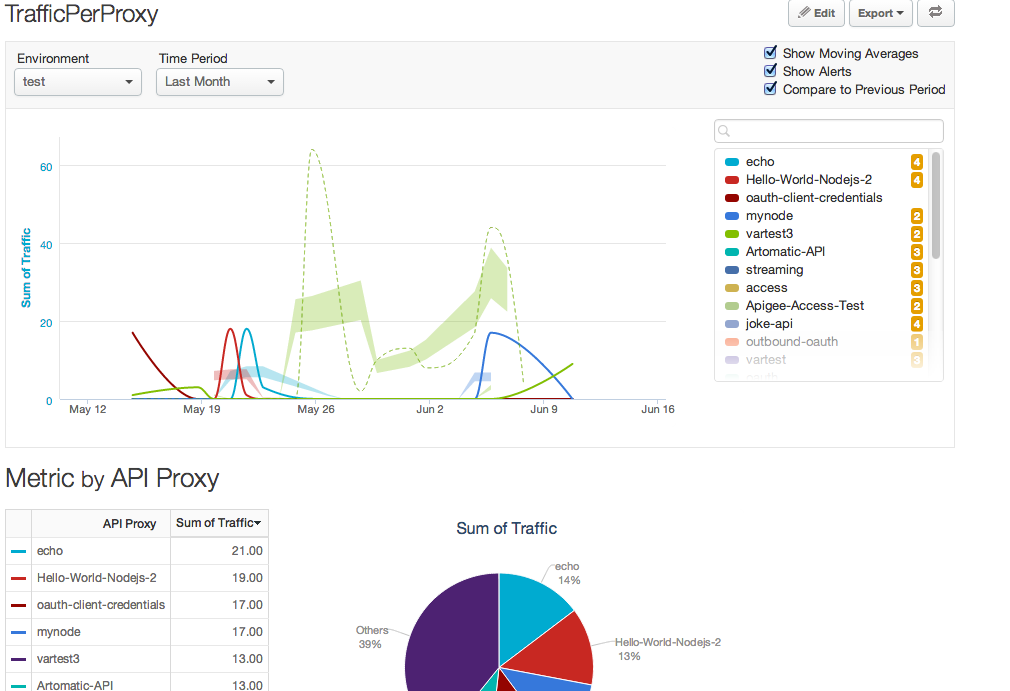 TrafficPerProxy
Edit
Export
Environment
Time Period
test
Last Month
Show Moving Averages
Show Alerts
Compare to Previous Period
Sum of Traffic
60
40
20
0
May 12
May 19
May 26
Jun 2
Jun 9
Jun 16
echo 4
Hello-World-Nodejs-2 4
oauth-client-credentials
mynode 2
vartest3 2
Artomatic-API 3
streaming 3
access 3
Apigee-Access-Test 2
joke-api 4
outbound-oauth 1
vartest 3
Metric by API Proxy
API Proxy Sum of Traffic
echo 21.00
Hello-World-Nodejs-2 19.00
oauth-client-credentials 17.00
mynode 17.00
vartest3 13.00
Artomatic-API 13.00
Sum of Traffic
echo
14%
Hello-World-Nodejs-2
13%
Others
39%